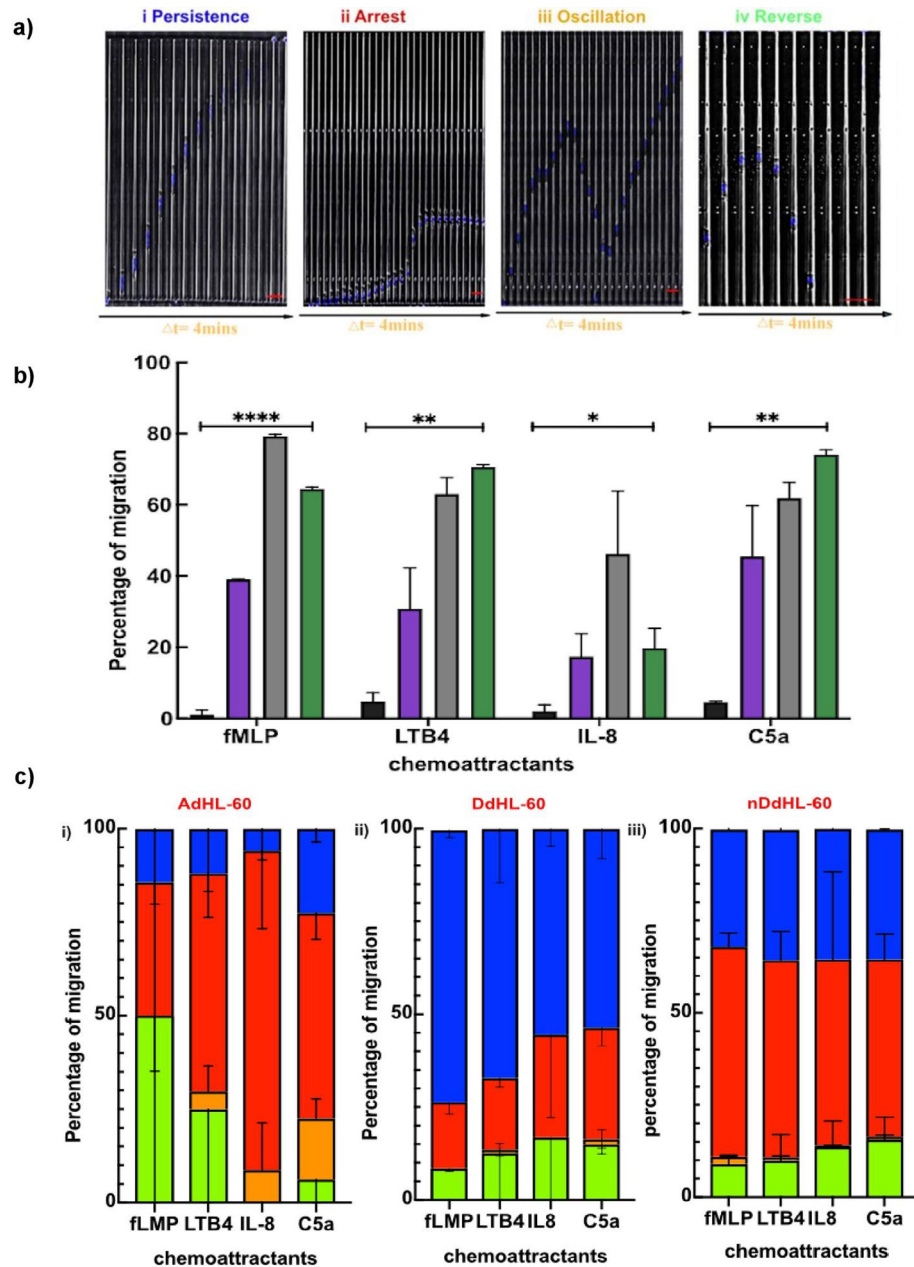 a)
i Persistence
ii Arrest
iii Oscillation
iv Reverse
△t= 4mins
△t= 4mins
△t= 4mins
△t= 4mins
b)
Percentage of migration
100
80
60
40
20
0
****
**
*
**
fMLP
LTB4
IL-8
C5a
chemoattractants
c)
AdHL-60
i)
Percentage of migration
100
50
0
fLMP
LTB4
IL-8
C5a
chemoattractants
DdHL-60
ii)
Percentage of migration
100
50
0
fLMP
LTB4
IL8
C5a
chemoattractants
nDdHL-60
iii)
percentage of migration
100
50
0
fMLP
LTB4
IL8
C5a
chemoattractants